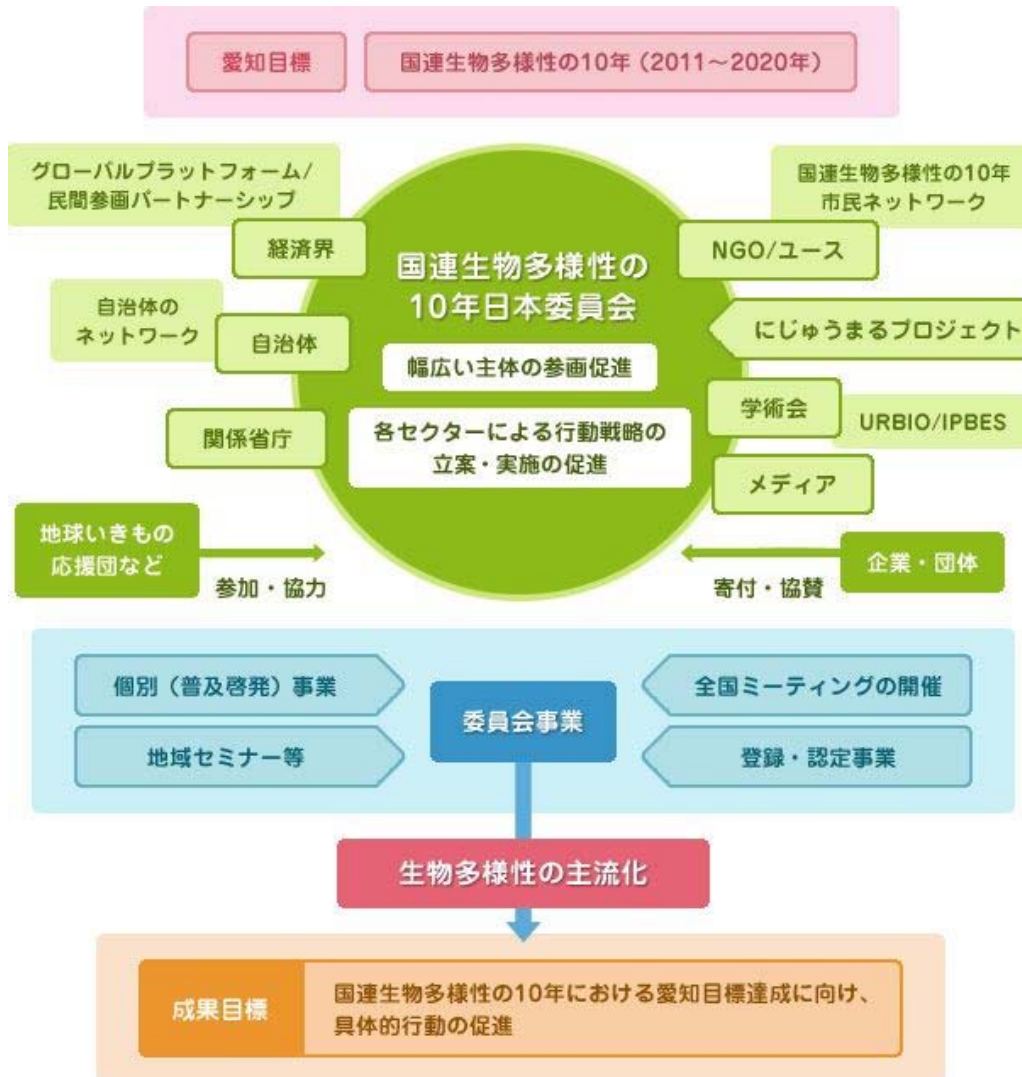 愛知目標
国連生物多様性の10年（2011～2020年）
グローバルプラットフォーム/
民間参画パートナーシップ
経済界
自治体の
ネットワーク
自治体
関係省庁
国連生物多様性の
10年日本委員会
幅広い主体の参画促進
各セクターによる行動戦略の
立案・実施の促進
国連生物多様性の10年
市民ネットワーク
NGO/ユース
にじゅうまるプロジェクト
学術会
URBIO/IPBES
メディア
地球いきもの
応援団など
参加・協力
寄付・協賛
企業・団体
個別（普及啓発）事業
地域セミナー等
委員会事業
全国ミーティングの開催
登録・認定事業
生物多様性の主流化
成果目標
国連生物多様性の10年における愛知目標達成に向け、
具体的行動の促進